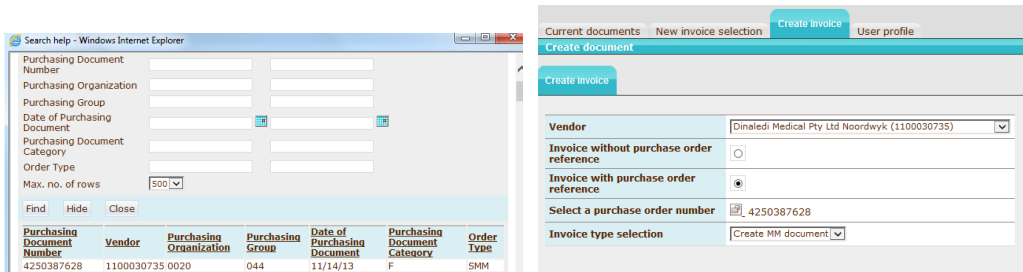 Search help - Windows Internet Explorer
Purchasing Document
Number
Purchasing Organization
Purchasing Group
Date of Purchasing
Document
Purchasing Document
Category
Order Type
Max. no. of rows 500
Find Hide Close
Purchasing Document Number Vendor Purchasing Organization Purchasing Group Date of Purchasing Document Purchasing Document Category Order Type
4250387628 1100030735 0020 044 11/14/13 F SMM
Current documents New invoice selection Create Invoice User profile
Create document
Create Invoice
Vendor Dinaledi Medical Pty Ltd Noordwyk (1100030735)
Invoice without purchase order
reference
Invoice with purchase order
reference
Select a purchase order number 4250387628
Invoice type selection Create MM document